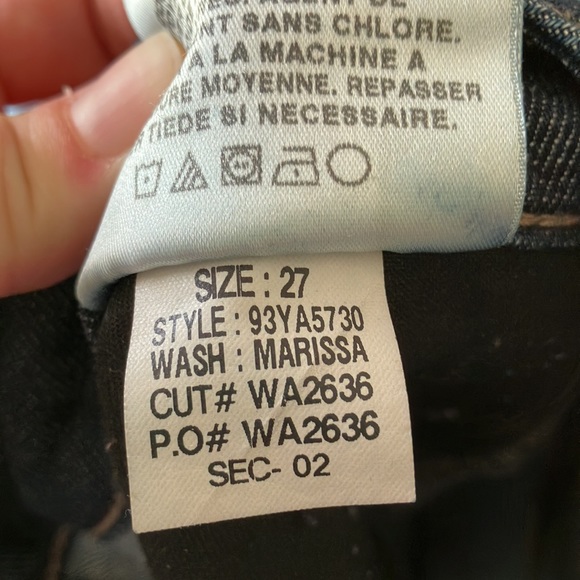 NT SANS CHLORE.
À LA MACHINE A
URE MOYENNE. REPASSER
TIEDE SI NECESSAIRE.
SIZE : 27
STYLE : 93YA5730
WASH : MARISSA
CUT# WA2636
P.O# WA2636
SEC- 02